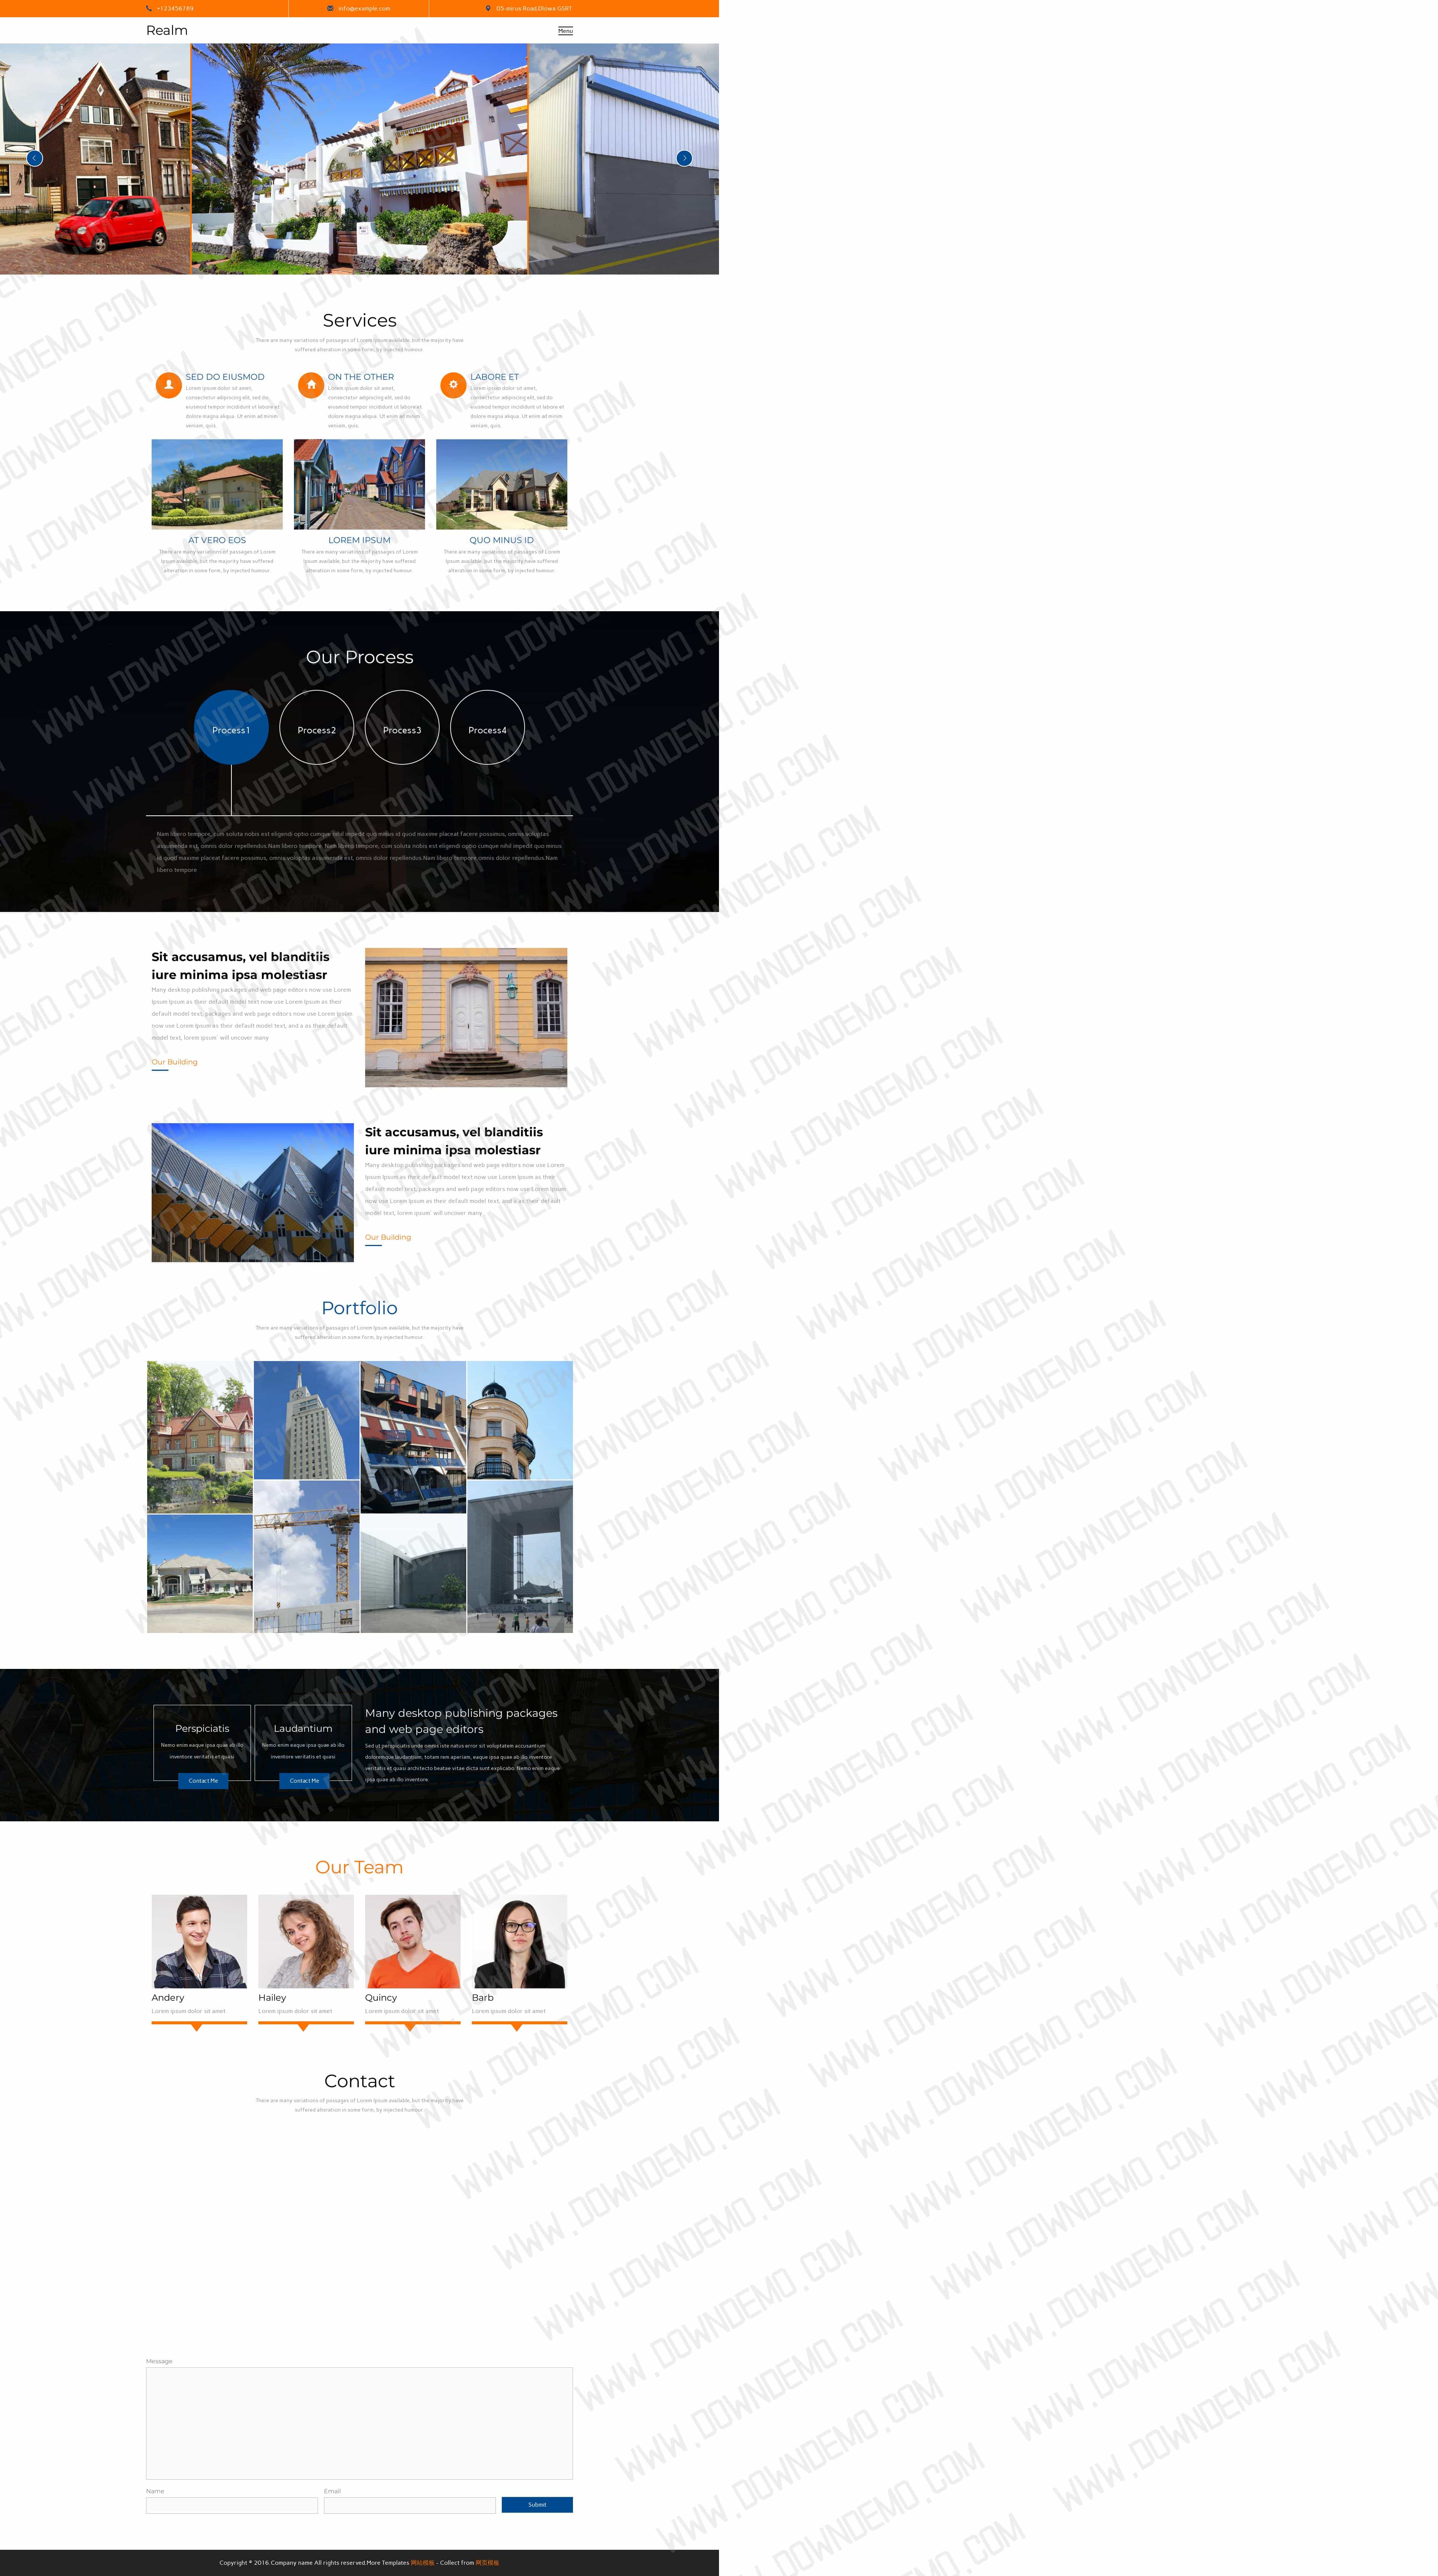 +123456789
info@example.com
05-mirus Road,Dhowa GSRT
Realm
Menu
Services
There are many variations of passages of Lorem Ipsum available, but the majority have
suffered alteration in some form, by injected humour.
SED DO EIUSMOD
Lorem ipsum dolor sit amet,
consectetur adipiscing elit, sed do
eiusmod tempor incididunt ut labore et
dolore magna aliqua. Ut enim ad minim
veniam, quis.
ON THE OTHER
Lorem ipsum dolor sit amet,
consectetur adipiscing elit, sed do
eiusmod tempor incididunt ut labore et
dolore magna aliqua. Ut enim ad minim
veniam, quis.
LABORE ET
Lorem ipsum dolor sit amet,
consectetur adipiscing elit, sed do
eiusmod tempor incididunt ut labore et
dolore magna aliqua. Ut enim ad minim
veniam, quis.
AT VERO EOS
There are many variations of passages of Lorem
Ipsum available, but the majority have suffered
alteration in some form, by injected humour.
LOREM IPSUM
There are many variations of passages of Lorem
Ipsum available, but the majority have suffered
alteration in some form, by injected humour.
QUO MINUS ID
There are many variations of passages of Lorem
Ipsum available, but the majority have suffered
alteration in some form, by injected humour.
Our Process
Process1
Process2
Process3
Process4
Nam libero tempore, cum soluta nobis est eligendi optio cumque nihil impedit quo minus id quod maxime placeat facere possimus, omnis voluptas
assumenda est, omnis dolor repellendus.Nam libero tempore. Nam libero tempore, cum soluta nobis est eligendi optio cumque nihil impedit quo minus
id quod maxime placeat facere possimus, omnis voluptas assumenda est, omnis dolor repellendus.Nam libero tempore omnis dolor repellendus.Nam
libero tempore
Sit accusamus, vel blanditiis
iure minima ipsa molestiasr
Many desktop publishing packages and web page editors now use Lorem
Ipsum Ipsum as their default model text now use Lorem Ipsum as their
default model text, packages and web page editors now use Lorem Ipsum
now use Lorem Ipsum as their default model text, and a as their default
model text, lorem ipsum' will uncover many
Our Building
Sit accusamus, vel blanditiis
iure minima ipsa molestiasr
Many desktop publishing packages and web page editors now use Lorem
Ipsum Ipsum as their default model text now use Lorem Ipsum as their
default model text, packages and web page editors now use Lorem Ipsum
now use Lorem Ipsum as their default model text, and a as their default
model text, lorem ipsum' will uncover many
Our Building
Portfolio
There are many variations of passages of Lorem Ipsum available, but the majority have
suffered alteration in some form, by injected humour.
Perspiciatis
Nemo enim eaque ipsa quae ab illo
inventore veritatis et quasi
Contact Me
Laudantium
Nemo enim eaque ipsa quae ab illo
inventore veritatis et quasi
Contact Me
Many desktop publishing packages
and web page editors
Sed ut perspiciatis unde omnis iste natus error sit voluptatem accusantium
doloremque laudantium, totam rem aperiam, eaque ipsa quae ab illo inventore
veritatis et quasi architecto beatae vitae dicta sunt explicabo. Nemo enim eaque
ipsa quae ab illo inventore.
Our Team
Andery
Lorem ipsum dolor sit amet
Hailey
Lorem ipsum dolor sit amet
Quincy
Lorem ipsum dolor sit amet
Barb
Lorem ipsum dolor sit amet
Contact
There are many variations of passages of Lorem Ipsum available, but the majority have
suffered alteration in some form, by injected humour.
Message
Name
Email
Submit
Copyright © 2016.Company name All rights reserved.More Templates 网站模板 - Collect from 网页模板
WWW.DOWNDEMO.COM